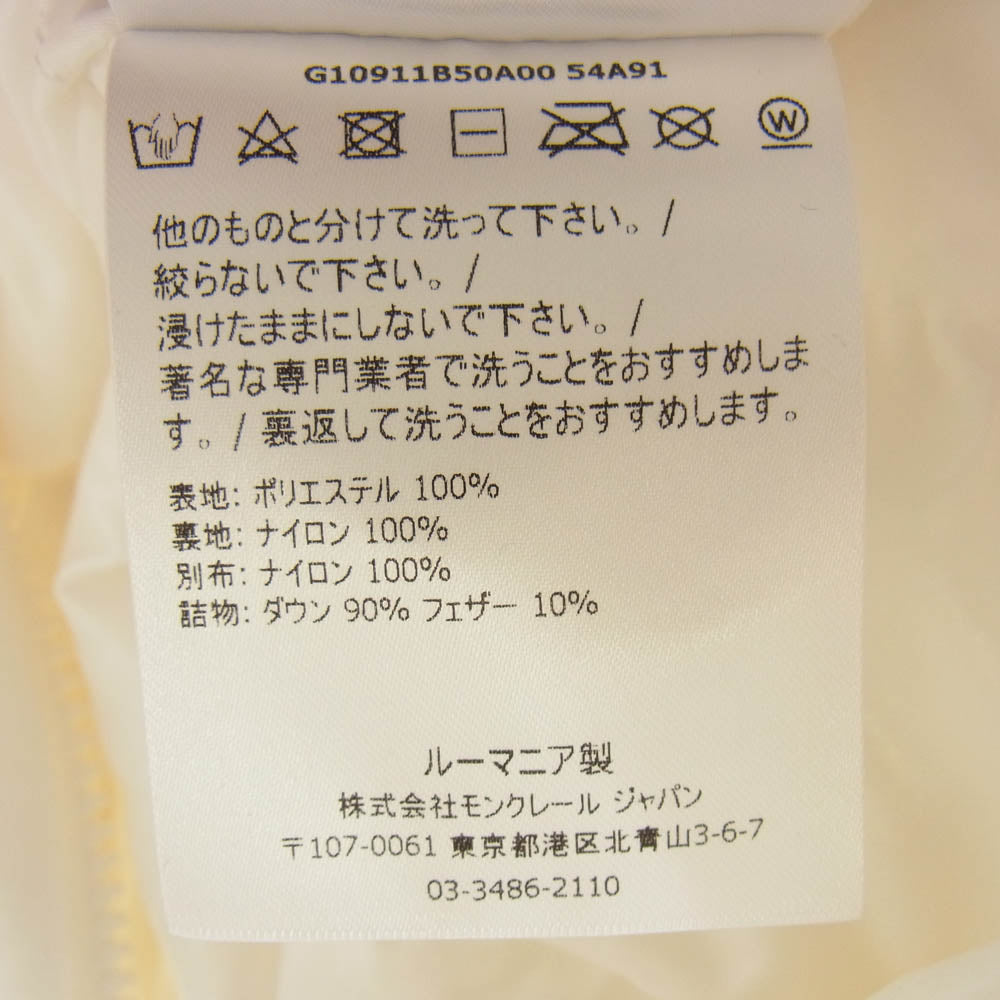 G10911B50A00 54A91
W
他のものと分けて洗って下さい。/
絞らないで下さい。/
浸けたままにしないで下さい。/
著名な専門業者で洗うことをおすすめしま
す。/ 裏返して洗うことをおすすめします。
表地: ポリエステル 100%
裏地: ナイロン 100%
別布: ナイロン 100%
詰物: ダウン 90% フェザー 10%
ルーマニア製
株式会社モンクレール ジャパン
〒107-0061 東京都港区北青山3-6-7
03-3486-2110